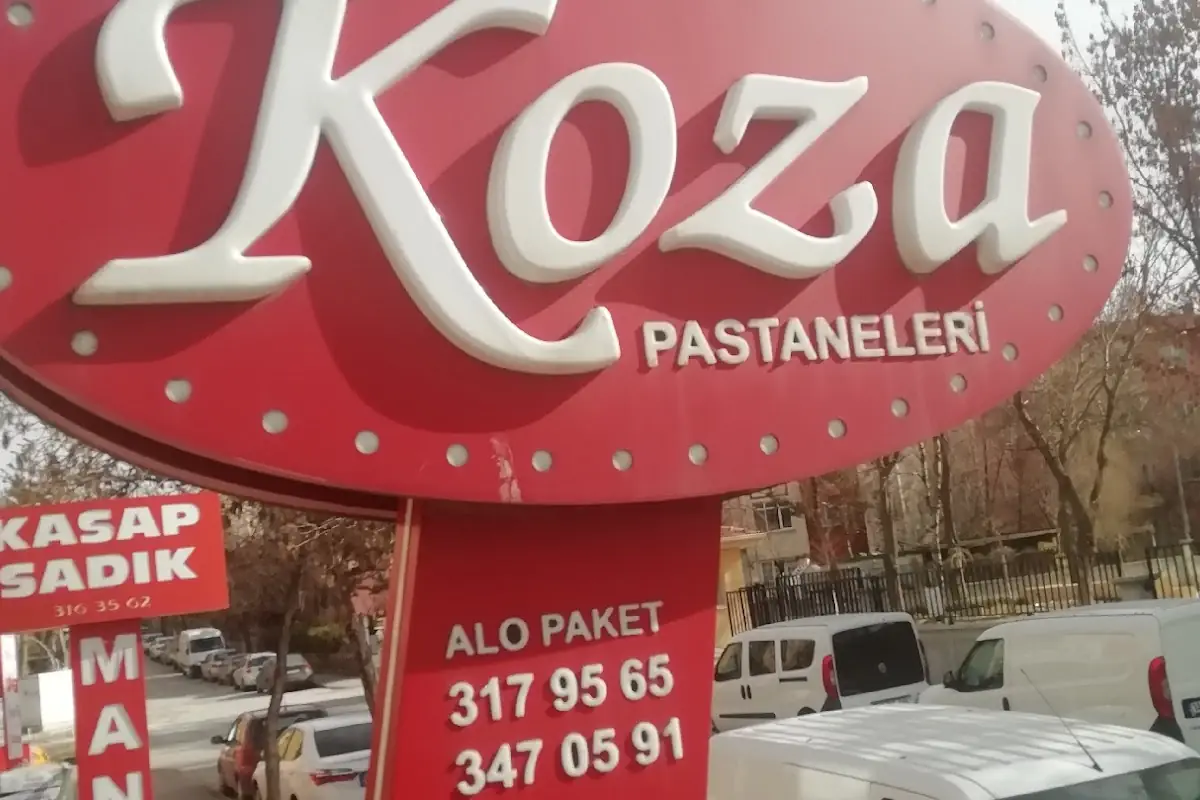 Koza
PASTANELERİ
ALO PAKET
317 95 65
347 05 91
KASAP
SADIK
316 35 62
MAN